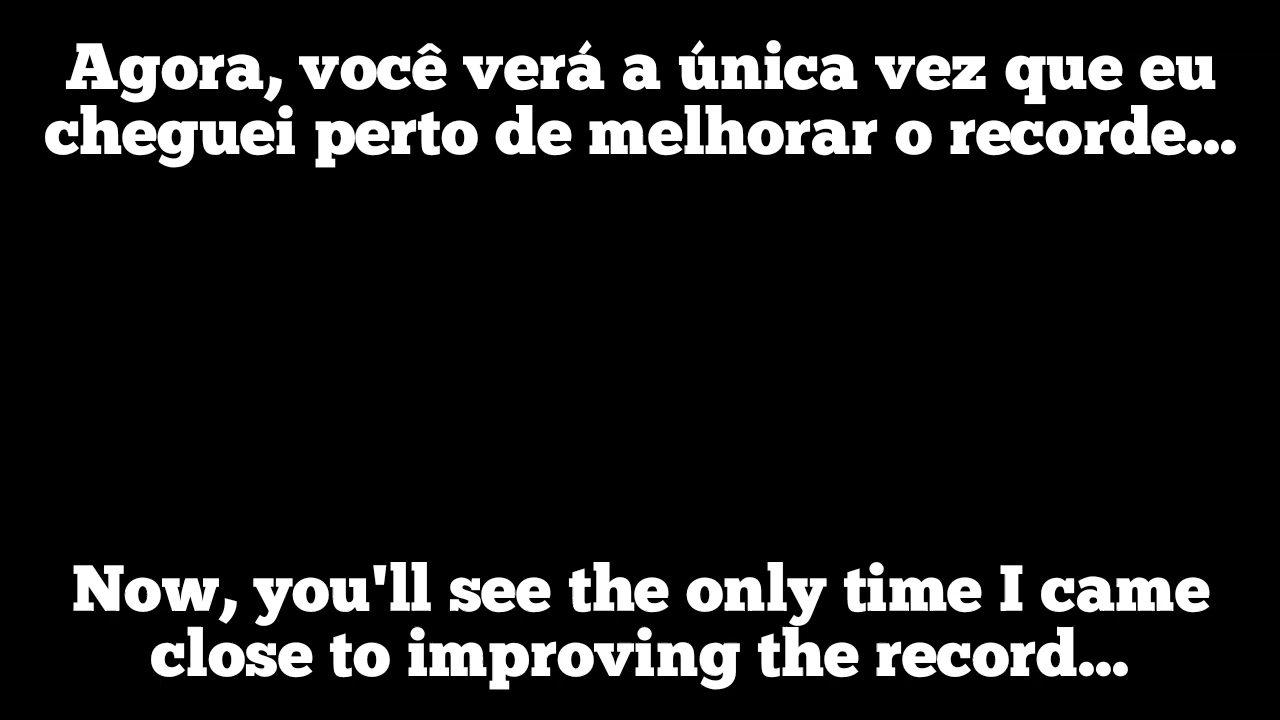 Agora, você verá a única vez que eu
cheguei perto de melhorar o recorde...
Now, you'll see the only time I came
close to improving the record...